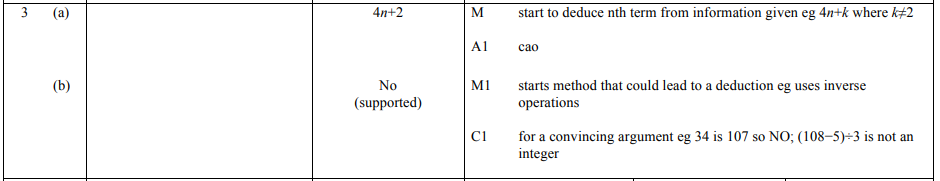 3 (a) 4n+2 M start to deduce nth term from information given eg 4n+k where k≠2
A1 cao
(b) No M1 starts method that could lead to a deduction eg uses inverse
(supported) operations
C1 for a convincing argument eg 34 is 107 so NO; (108−5)÷3 is not an
integer